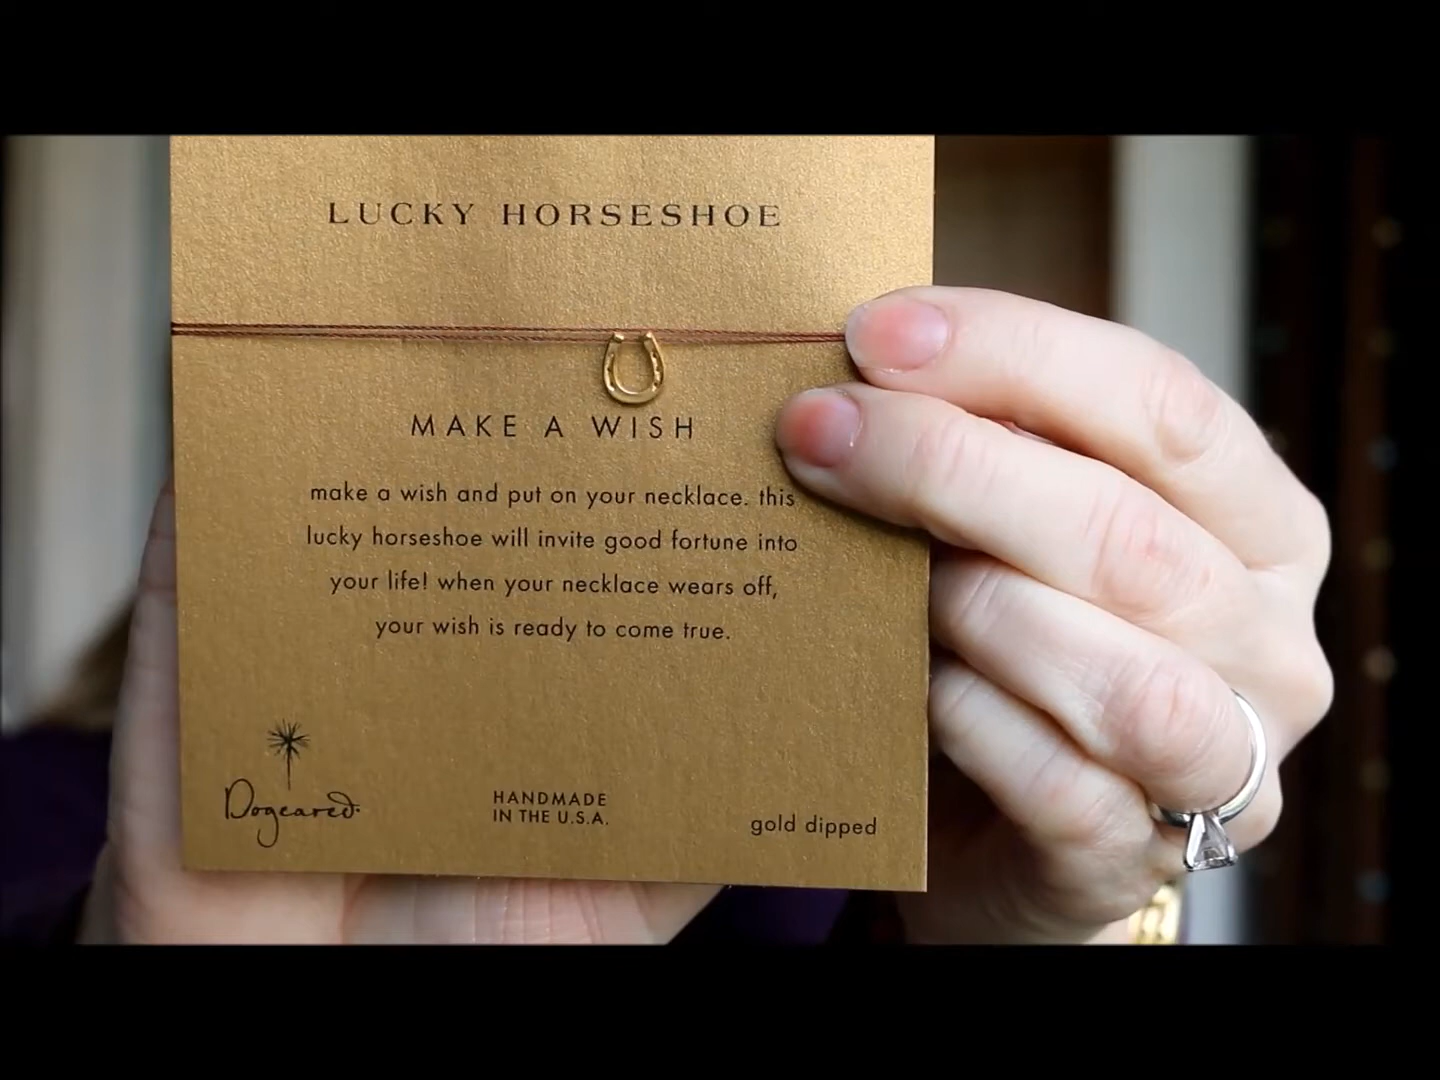 LUCKY HORSESHOE
MAKE A WISH
make a wish and put on your necklace. this
lucky horseshoe will invite good fortune into
your life! when your necklace wears off,
your wish is ready to come true.
Dogeared
HANDMADE
IN THE U.S.A.
gold dipped